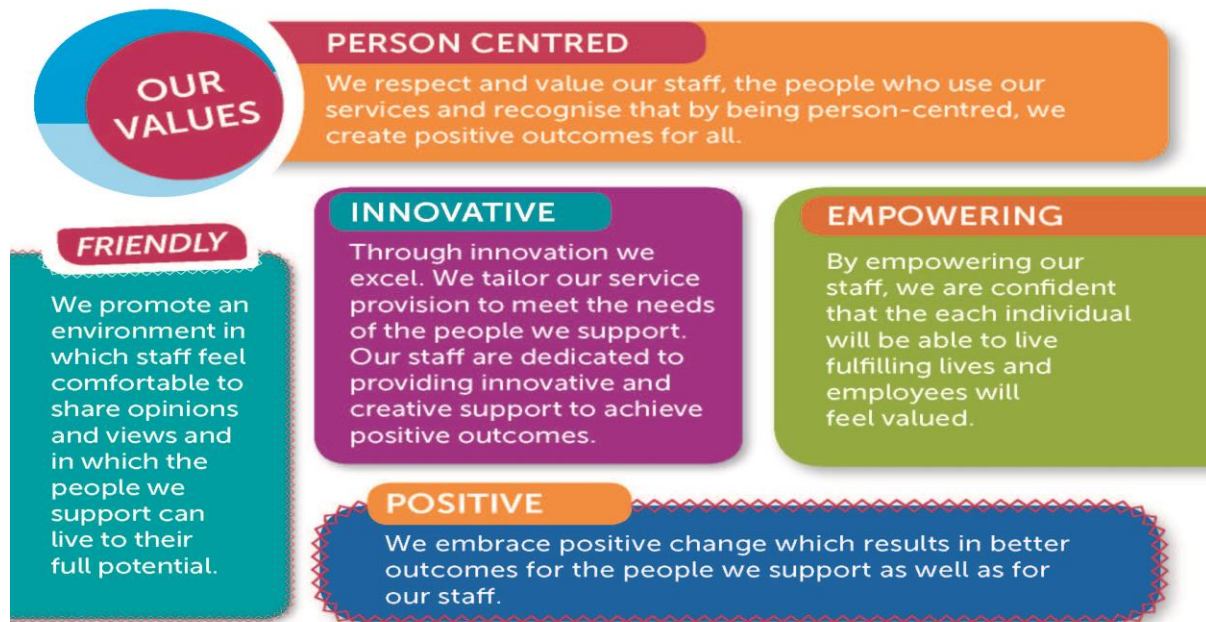 OUR
VALUES
PERSON CENTRED
We respect and value our staff, the people who use our
services and recognise that by being person-centred, we
create positive outcomes for all.
FRIENDLY
We promote an
environment in
which staff feel
comfortable to
share opinions
and views and
in which the
people we
support can
live to their
full potential.
INNOVATIVE
Through innovation we
excel. We tailor our service
provision to meet the needs
of the people we support.
Our staff are dedicated to
providing innovative and
creative support to achieve
positive outcomes.
EMPOWERING
By empowering our
staff, we are confident
that the each individual
will be able to live
fulfilling lives and
employees will
feel valued.
POSITIVE
We embrace positive change which results in better
outcomes for the people we support as well as for
our staff.